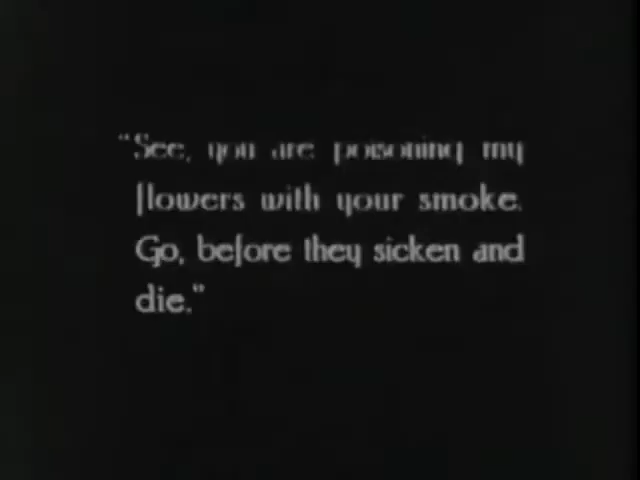 "See, you are poisoning my
flowers with your smoke.
Go, before they sicken and
die."